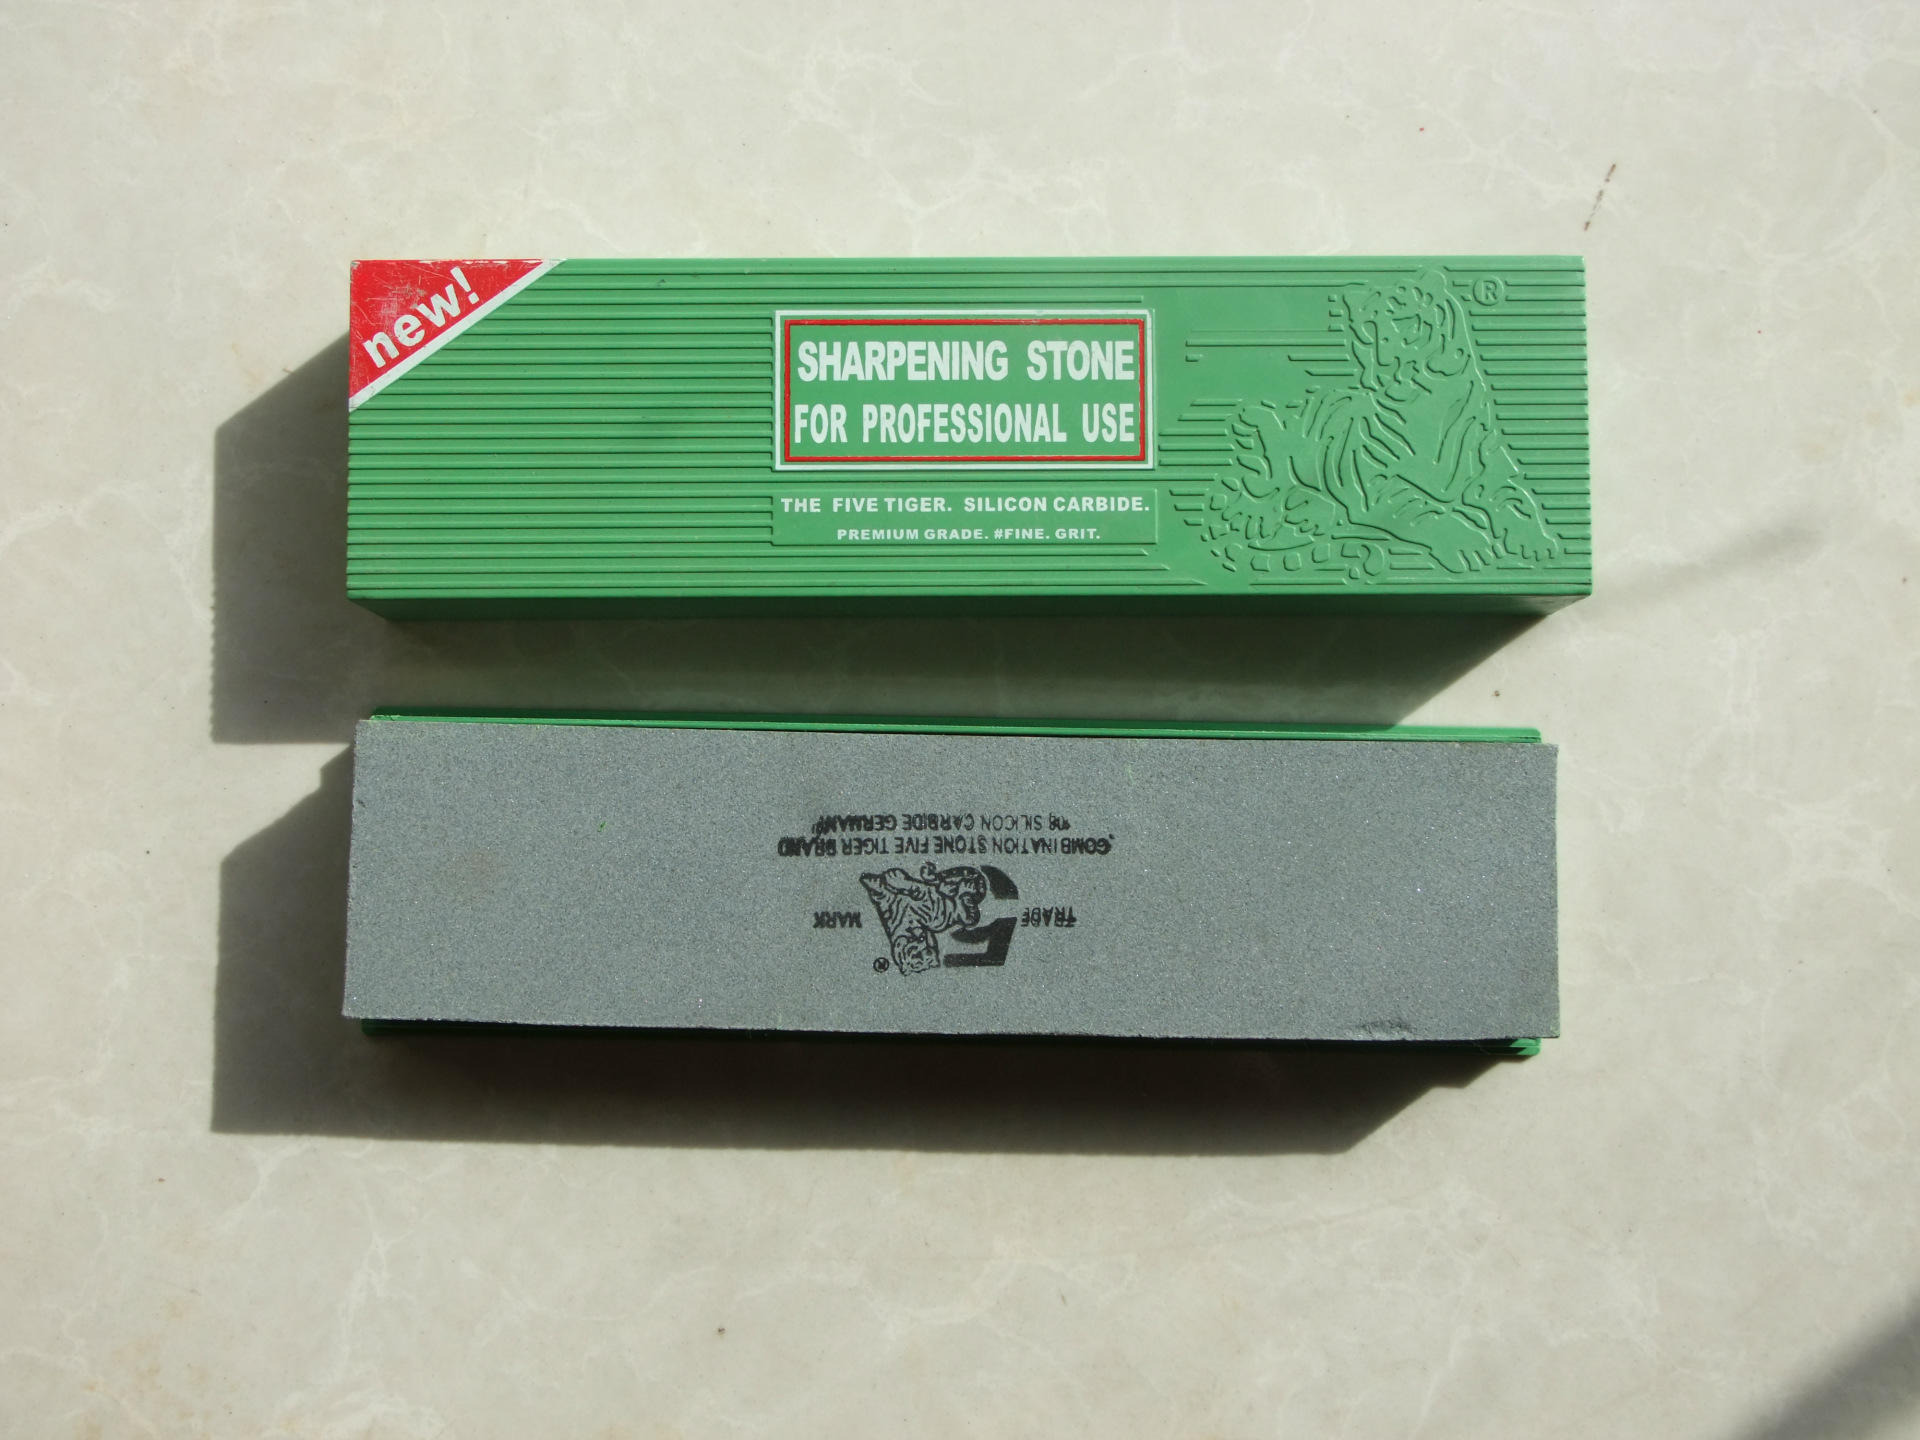 new!
®
SHARPENING STONE
FOR PROFESSIONAL USE
THE FIVE TIGER. SILICON CARBIDE.
PREMIUM GRADE. #FINE. GRIT.
®
5
TRADE MARK
COMBINATION STONE FIVE TIGER BRAND
SILICON CARBIDE GERMANY